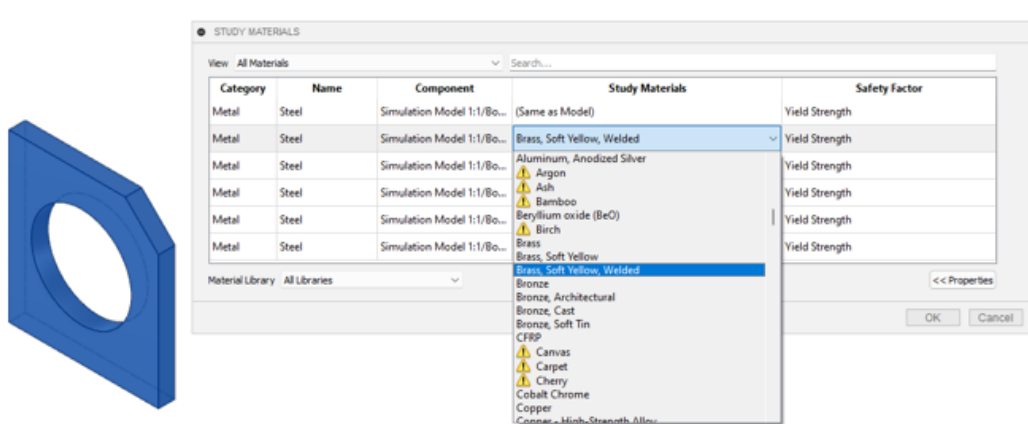 STUDY MATERIALS
View All Materials Search...
Category Name Component Study Materials Safety Factor
Metal Steel Simulation Model 1:1/Bo... (Same as Model) Yield Strength
Metal Steel Simulation Model 1:1/Bo... Brass, Soft Yellow, Welded Yield Strength
Metal Steel Simulation Model 1:1/Bo... Yield Strength
Metal Steel Simulation Model 1:1/Bo... Yield Strength
Metal Steel Simulation Model 1:1/Bo... Yield Strength
Metal Steel Simulation Model 1:1/Bo... Yield Strength
Aluminum, Anodized Silver
Argon
Ash
Bamboo
Beryllium oxide (BeO)
Birch
Brass
Brass, Soft Yellow
Brass, Soft Yellow, Welded
Bronze
Bronze, Architectural
Bronze, Cast
Bronze, Soft Tin
CFRP
Canvas
Carpet
Cherry
Cobalt Chrome
Copper
Copper - High-Strength Alloy
Material Library All Libraries << Properties
OK Cancel